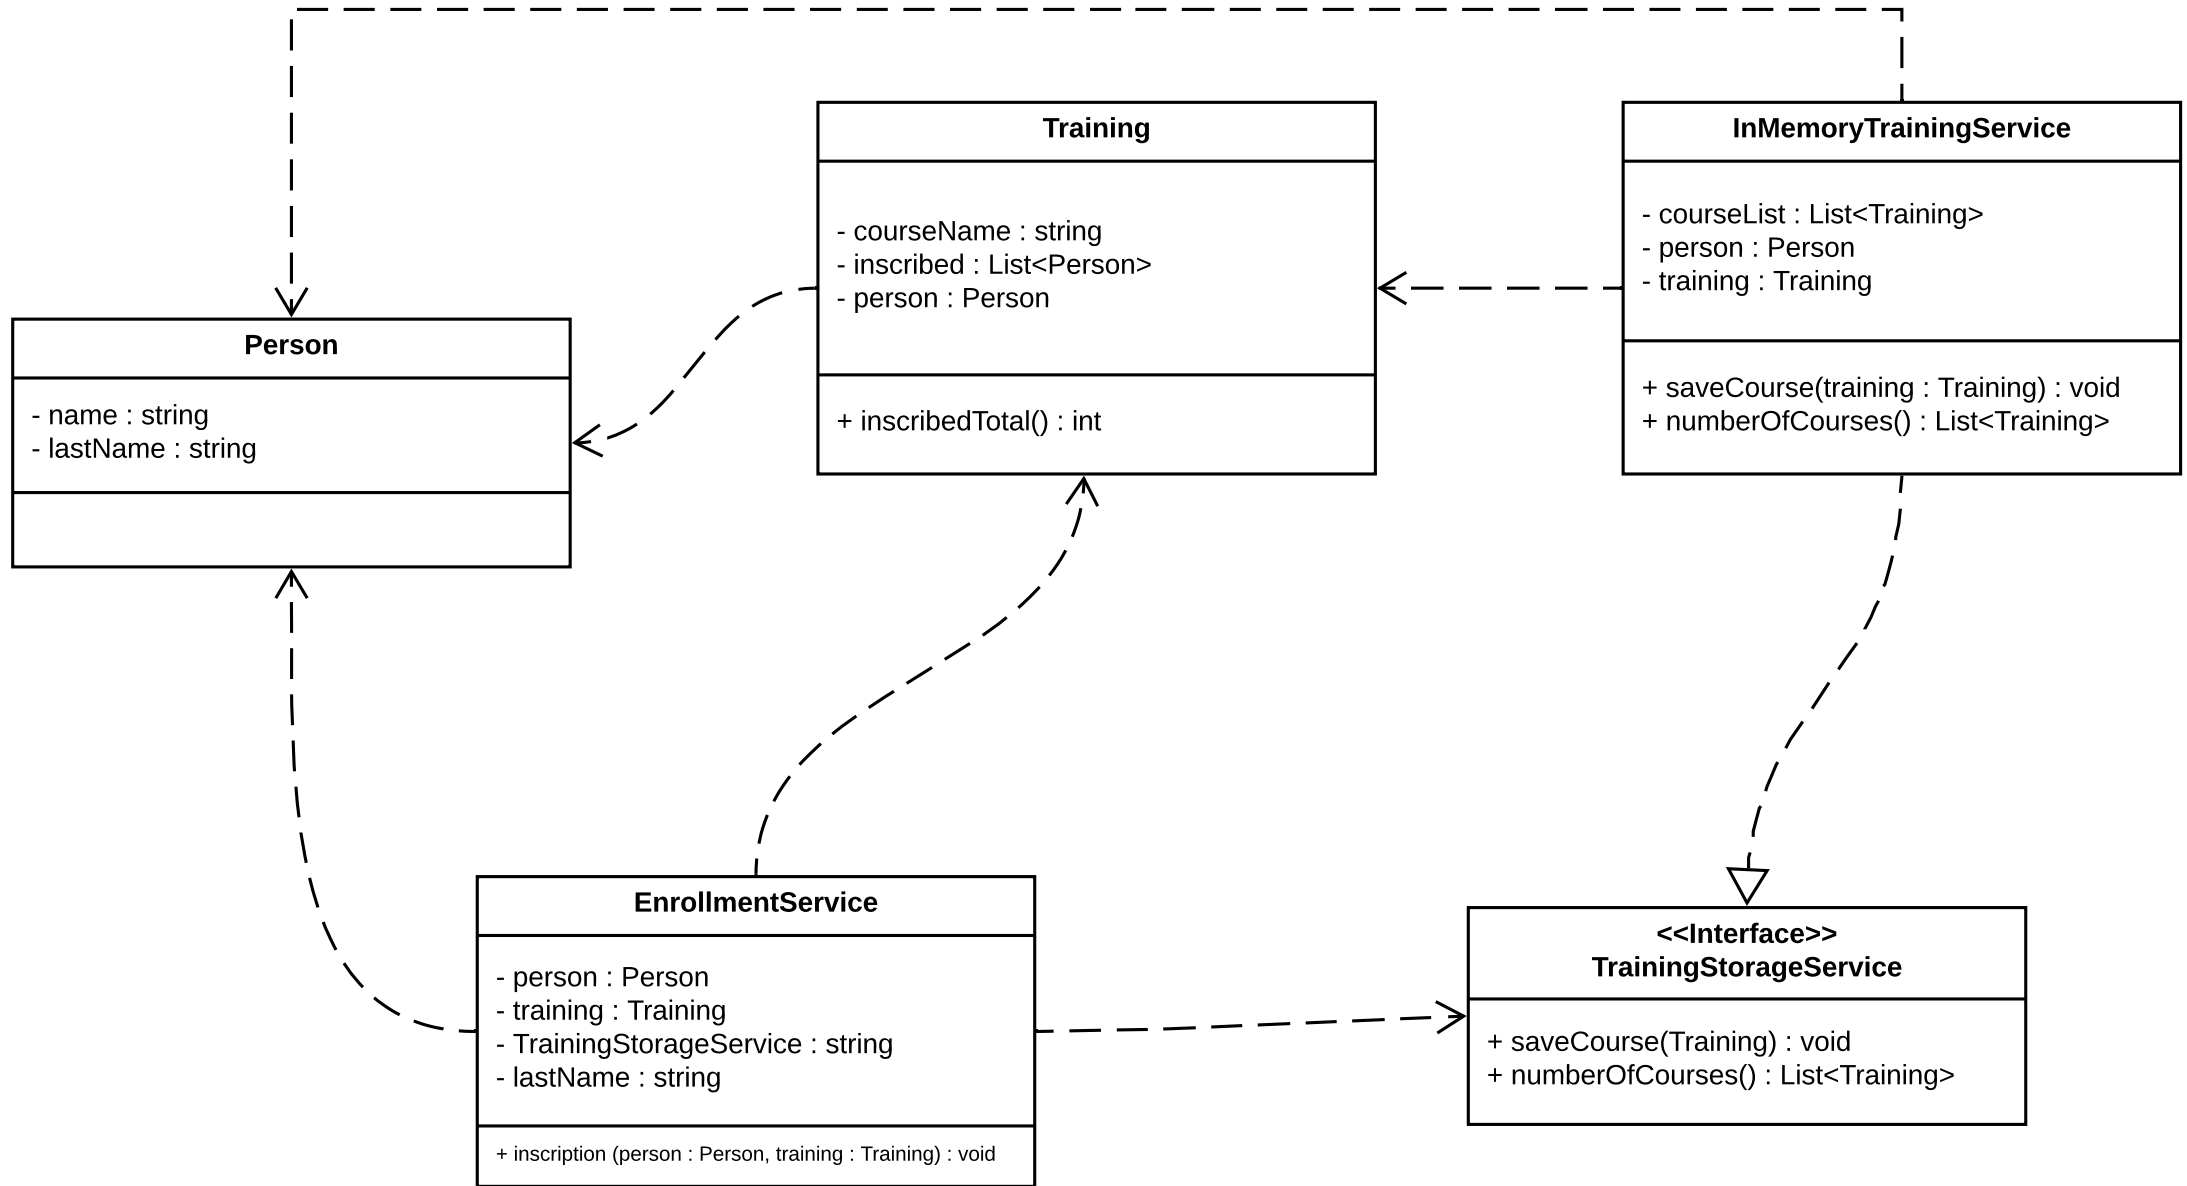 Training
- courseName : string
- inscribed : List<Person>
- person : Person
+ inscribedTotal() : int
InMemoryTrainingService
- courseList : List<Training>
- person : Person
- training : Training
+ saveCourse(training : Training) : void
+ numberOfCourses() : List<Training>
Person
- name : string
- lastName : string
EnrollmentService
- person : Person
- training : Training
- TrainingStorageService : string
- lastName : string
+ inscription (person : Person, training : Training) : void
<<Interface>>
TrainingStorageService
+ saveCourse(Training) : void
+ numberOfCourses() : List<Training>